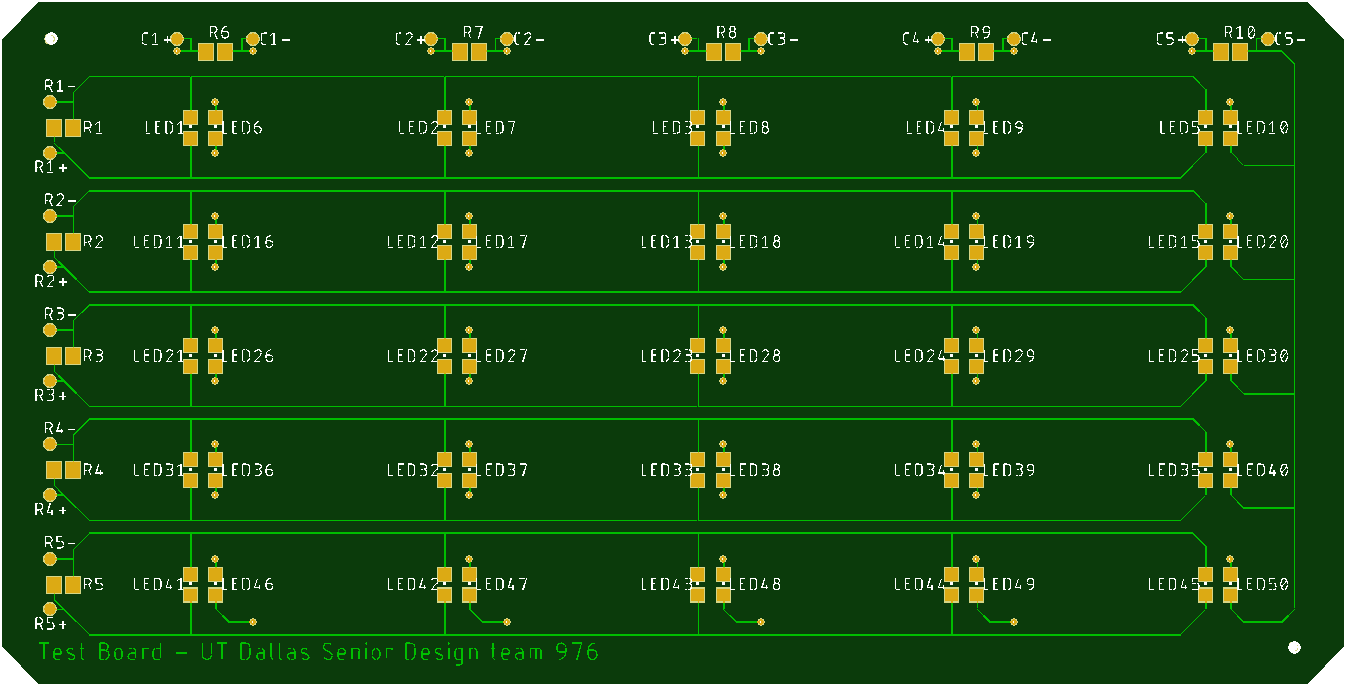 C1+ R6 C1- C2+ R7 C2- C3+ R8 C3- C4+ R9 C4- C5+ R10 C5-
R1-
R1 LED1 LED6 LED2 LED7 LED3 LED8 LED4 LED9 LED5 LED10
R1+
R2-
R2 LED11 LED16 LED12 LED17 LED13 LED18 LED14 LED19 LED15 LED20
R2+
R3-
R3 LED21 LED26 LED22 LED27 LED23 LED28 LED24 LED29 LED25 LED30
R3+
R4-
R4 LED31 LED36 LED32 LED37 LED33 LED38 LED34 LED39 LED35 LED40
R4+
R5-
R5 LED41 LED46 LED42 LED47 LED43 LED48 LED44 LED49 LED45 LED50
R5+
Test Board - UT Dallas Senior Design team 976